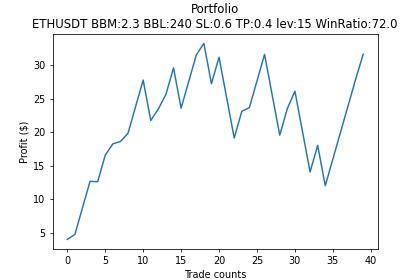 Portfolio
ETHUSDT BBM:2.3 BBL:240 SL:0.6 TP:0.4 lev:15 WinRatio:72.0
Profit ($)
30
25
20
15
10
5
0 5 10 15 20 25 30 35 40
Trade counts